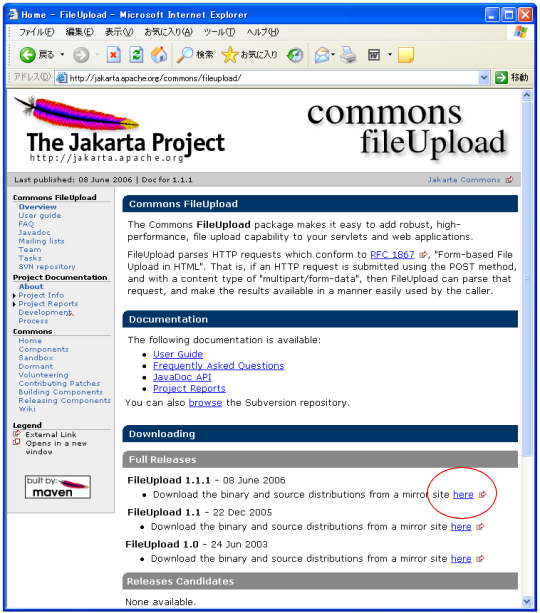 Home - FileUpload - Microsoft Internet Explorer
ファイル(F) 編集(E) 表示(V) お気に入り(A) ツール(T) ヘルプ(H)
戻る 検索 お気に入り
アドレス(D) http://jakarta.apache.org/commons/fileupload/ 移動
The Jakarta Project
http://jakarta.apache.org
commons
fileUpload
Last published: 08 June 2006 | Doc for 1.1.1 Jakarta Commons
Commons FileUpload
Overview
User guide
FAQ
Javadoc
Mailing lists
Team
Tasks
SVN repository
Project Documentation
About
Project Info
Project Reports
Development
Process
Commons
Home
Components
Sandbox
Dormant
Volunteering
Contributing Patches
Building Components
Releasing Components
Wiki
Legend
External Link
Opens in a new
window
built by:
maven
Commons FileUpload
The Commons FileUpload package makes it easy to add robust, high-
performance, file upload capability to your servlets and web applications.
FileUpload parses HTTP requests which conform to RFC 1867 , "Form-based File
Upload in HTML". That is, if an HTTP request is submitted using the POST method,
and with a content type of "multipart/form-data", then FileUpload can parse that
request, and make the results available in a manner easily used by the caller.
Documentation
The following documentation is available:
• User Guide
• Frequently Asked Questions
• JavaDoc API
• Project Reports
You can also browse the Subversion repository.
Downloading
Full Releases
FileUpload 1.1.1 - 08 June 2006
• Download the binary and source distributions from a mirror site here
FileUpload 1.1 - 22 Dec 2005
• Download the binary and source distributions from a mirror site here
FileUpload 1.0 - 24 Jun 2003
• Download the binary and source distributions from a mirror site here
Releases Candidates
None available.